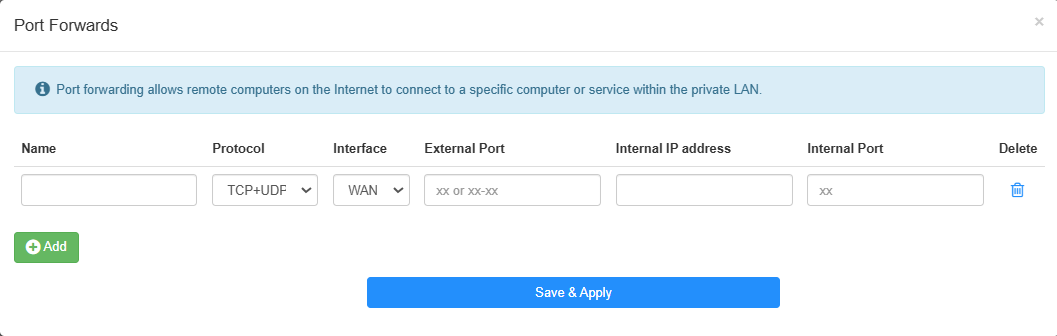 Port Forwards
×
Port forwarding allows remote computers on the Internet to connect to a specific computer or service within the private LAN.
Name Protocol Interface External Port Internal IP address Internal Port Delete
TCP+UDP WAN xx or xx-xx xx
Add
Save & Apply